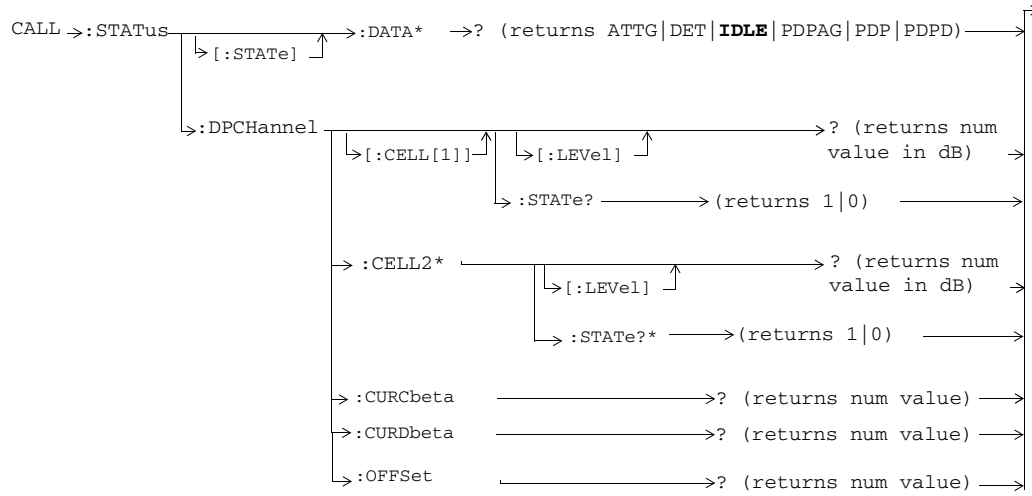 CALL :STATus :DATA* ? (returns ATTG|DET|IDLE|PDPAG|PDP|PDPD)
[:STATe]
:DPCHannel ? (returns num
[:CELL[1]] [:LEVel] value in dB)
:STATe? (returns 1|0)
:CELL2* ? (returns num
[:LEVel] value in dB)
:STATe?* (returns 1|0)
:CURCbeta ? (returns num value)
:CURDbeta ? (returns num value)
:OFFSet ? (returns num value)